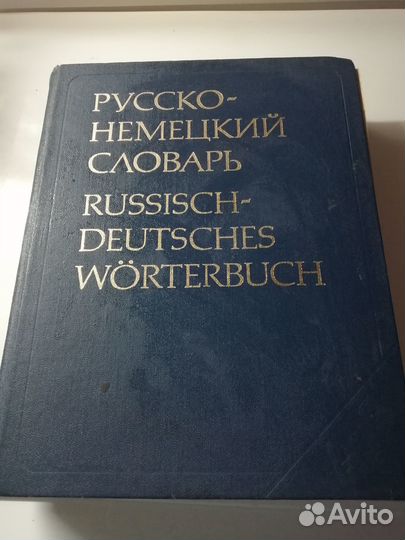 РУССКО-
НЕМЕЦКИЙ
СЛОВАРЬ
RUSSISCH-
DEUTSCHES
WÖRTERBUCH
Avito